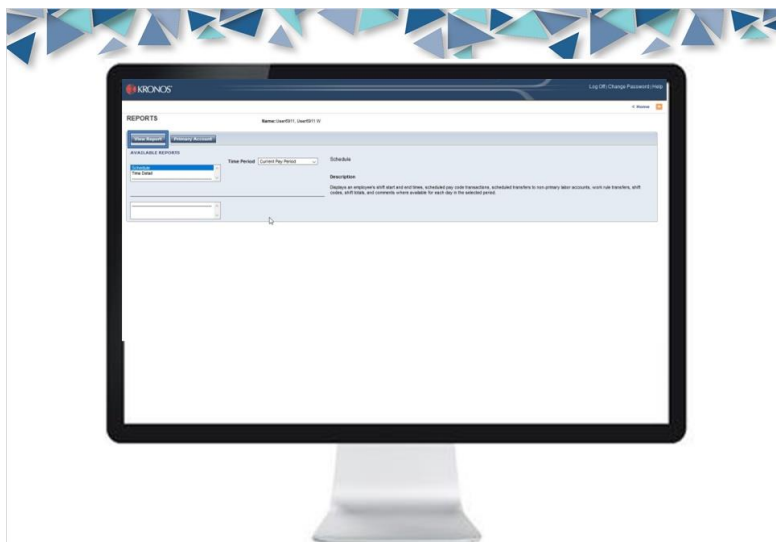 KRONOS
Log Off | Change Password | Help
Home
REPORTS
Name:
View Report
Primary Account
AVAILABLE REPORTS
Schedule
Time Detail
Time Period
Current Pay Period
Schedule
Description
Displays an employee's shift start and end times, scheduled pay code transactions, scheduled transfers to non-primary labor accounts, work rule transfers, shift
codes, shift totals, and comments where available for each day in the selected period.